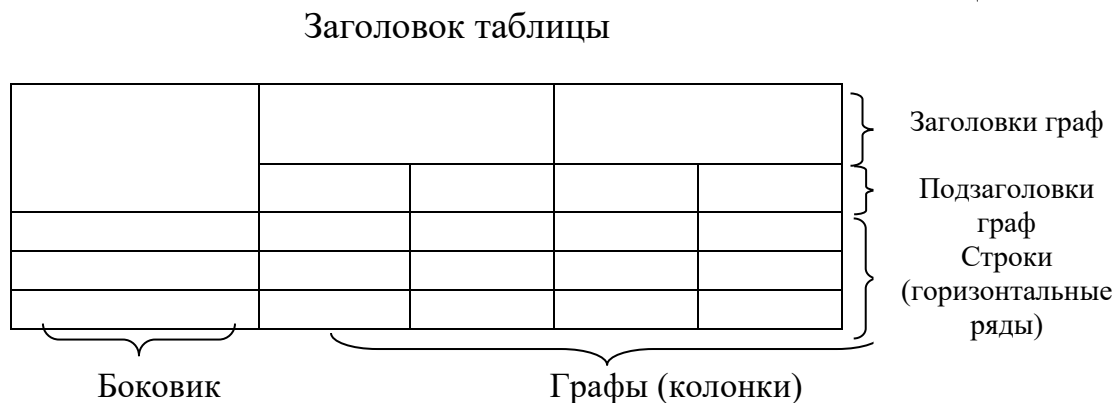 Заголовок таблицы
Заголовки граф
Подзаголовки
граф
Строки
(горизонтальные
ряды)
Боковик
Графы (колонки)